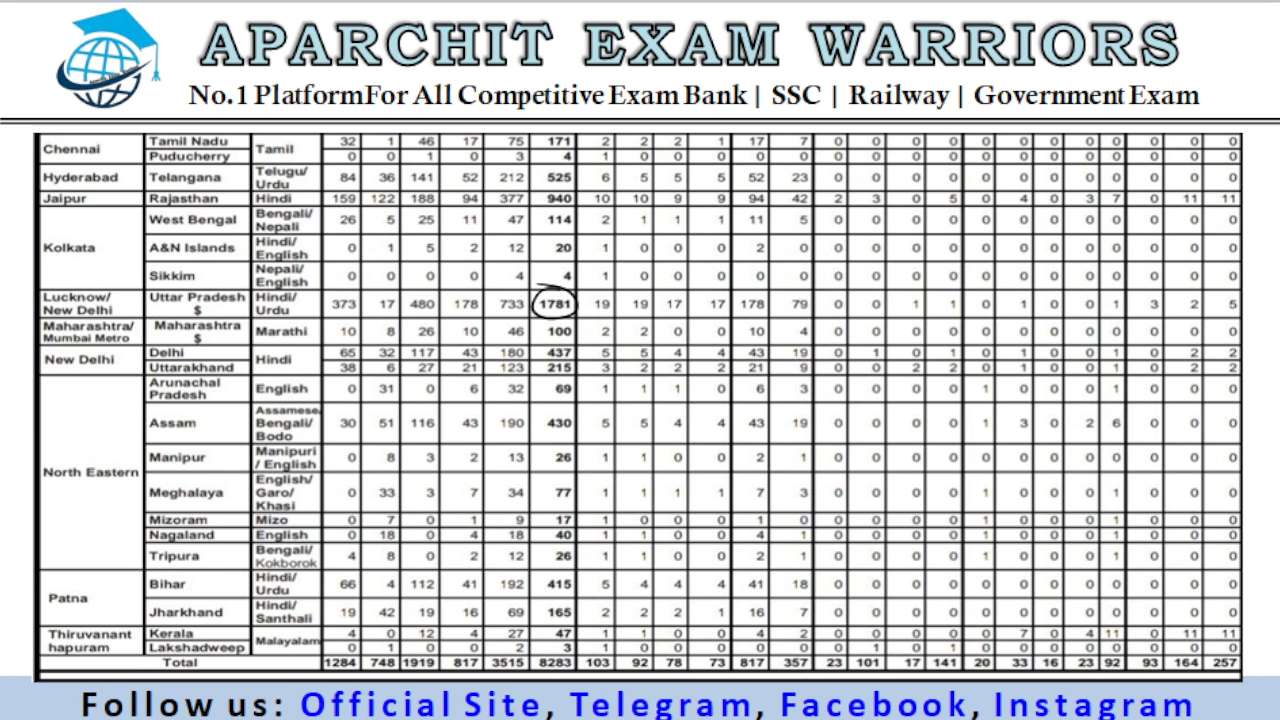 APARCHIT EXAM WARRIORS
No.1 PlatformFor All Competitive Exam Bank | SSC | Railway | Government Exam
Chennai Tamil Nadu Tamil 32 1 46 17 75 171 2 2 2 1 17 7 0 0 0 0 0 0 0 0 0 0 0 0
Puducherry 0 0 1 0 3 4 1 0 0 0 0 0 0 0 0 0 0 0 0 0 0 0 0 0
Hyderabad Telangana Telugu/ Urdu 84 36 141 52 212 525 6 5 5 5 52 23 0 0 0 0 0 0 0 0 0 0 0 0
Jaipur Rajasthan Hindi 159 122 188 94 377 940 10 10 9 9 94 42 2 3 0 5 0 4 0 3 7 0 11 11
Kolkata West Bengal Bengali/ Nepali 26 5 25 11 47 114 2 1 1 1 11 5 0 0 0 0 0 0 0 0 0 0 0 0
A&N Islands Hindi/ English 0 1 5 2 12 20 1 0 0 0 2 0 0 0 0 0 0 0 0 0 0 0 0 0
Sikkim Nepali/ English 0 0 0 0 4 4 1 0 0 0 0 0 0 0 0 0 0 0 0 0 0 0 0 0
Lucknow/ New Delhi Uttar Pradesh $ Hindi/ Urdu 373 17 480 178 733 1781 19 19 17 17 178 79 0 0 1 1 0 1 0 0 1 3 2 5
Maharashtra/ Mumbai Metro Maharashtra $ Marathi 10 8 26 10 46 100 2 2 0 0 10 4 0 0 0 0 0 0 0 0 0 0 0 0
New Delhi Delhi Hindi 65 32 117 43 180 437 5 5 4 4 43 19 0 1 0 1 0 1 0 0 1 0 2 2
Uttarakhand 38 6 27 21 123 215 3 2 2 2 21 9 0 0 2 2 0 1 0 0 1 0 2 2
North Eastern Arunachal Pradesh English 0 31 0 6 32 69 1 1 1 0 6 3 0 0 0 0 1 0 0 0 1 0 0 0
Assam Assamese/ Bengali/ Bodo 30 51 116 43 190 430 5 5 4 4 43 19 0 0 0 0 1 3 0 2 6 0 0 0
Manipur Manipuri / English 0 8 3 2 13 26 1 1 0 0 2 1 0 0 0 0 0 0 0 0 0 0 0 0
Meghalaya English/ Garo/ Khasi 0 33 3 7 34 77 1 1 1 1 7 3 0 0 0 0 1 0 0 0 1 0 0 0
Mizoram Mizo 0 7 0 1 9 17 1 0 0 0 1 0 0 0 0 0 1 0 0 0 1 0 0 0
Nagaland English 0 18 0 4 18 40 1 1 0 0 4 1 0 0 0 0 1 0 0 0 1 0 0 0
Tripura Bengali/ Kokborok 4 8 0 2 12 26 1 1 0 0 2 1 0 0 0 0 1 0 0 0 1 0 0 0
Patna Bihar Hindi/ Urdu 66 4 112 41 192 415 5 4 4 4 41 18 0 0 0 0 0 0 0 0 0 0 0 0
Jharkhand Hindi/ Santhali 19 42 19 16 69 165 2 2 2 1 16 7 0 0 0 0 0 0 0 0 0 0 0 0
Thiruvanant hapuram Kerala Malayalam 4 0 12 4 27 47 1 1 0 0 4 2 0 0 0 0 0 7 0 4 11 0 11 11
Lakshadweep 0 1 0 0 2 3 1 0 0 0 0 0 0 1 0 1 0 0 0 0 0 0 0 0
Total 1284 748 1919 817 3515 8283 103 92 78 73 817 357 23 101 17 141 20 33 16 23 92 93 164 257
Follow us: Official Site, Telegram, Facebook, Instagram